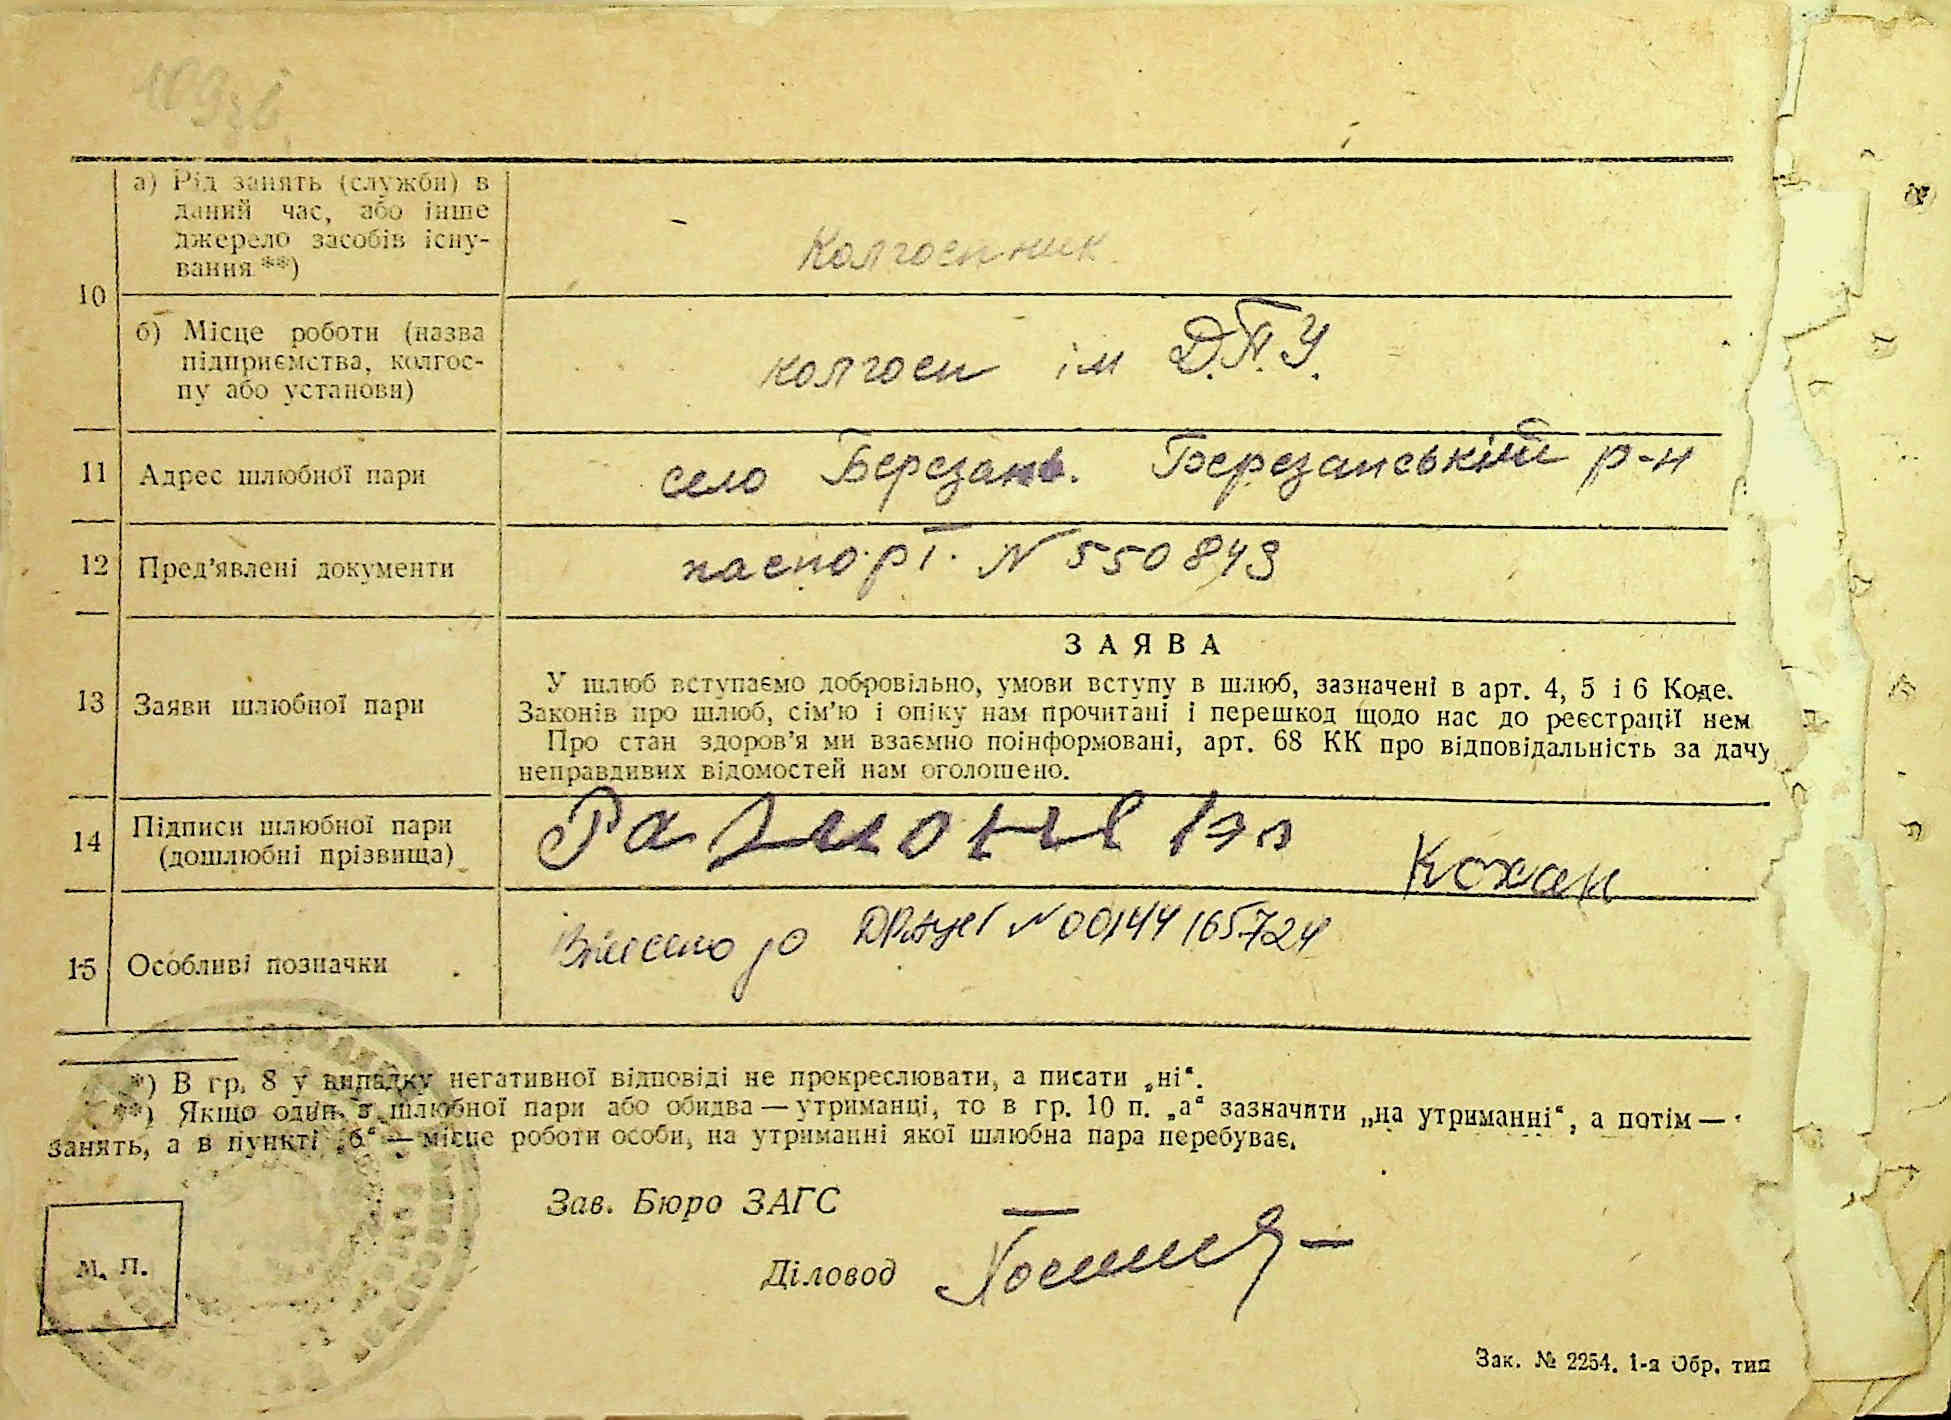 10
а) Рід занять (службн) в
даний час, або інше
джерело засобів існу-
вання **)
Колгоспник
б) Місце роботи (назва
підприємства, колгос-
пу або установи)
колгосп ім Д.П.У.
11
Адрес шлюбної пари
село Березань. Березанський р-н
12
Пред’явлені документи
паспорт. N 550843
13
Заяви шлюбної пари
ЗАЯВА
У шлюб вступаємо добровільно, умови вступу в шлюб, зазначені в арт. 4, 5 і 6 Коде.
Законів про шлюб, сім’ю і опіку нам прочитані і перешкод щодо нас до реєстрації нем
Про стан здоров’я ми взаємно поінформовані, арт. 68 КК про відповідальність за дачу
неправдивих відомостей нам оголошено.
14
Підписи шлюбної пари
(дошлюбні прізвища)
Кохан
15
Особливі позначки
Внесено до N 00144165724
*) В гр. 8 у випадку негативної відповіді не прокреслювати, а писати „ні“.
**) Якщо один з шлюбної пари або обидва — утриманці, то в гр. 10 п. „а“ зазначити „на утриманні“, а потім —
занять, а в пункті „б“ — місце роботи особи, на утриманні якої шлюбна пара перебуває.
Зав. Бюро ЗАГС
Діловод
М. П.
Зак. № 2254. 1-я Обр. тип